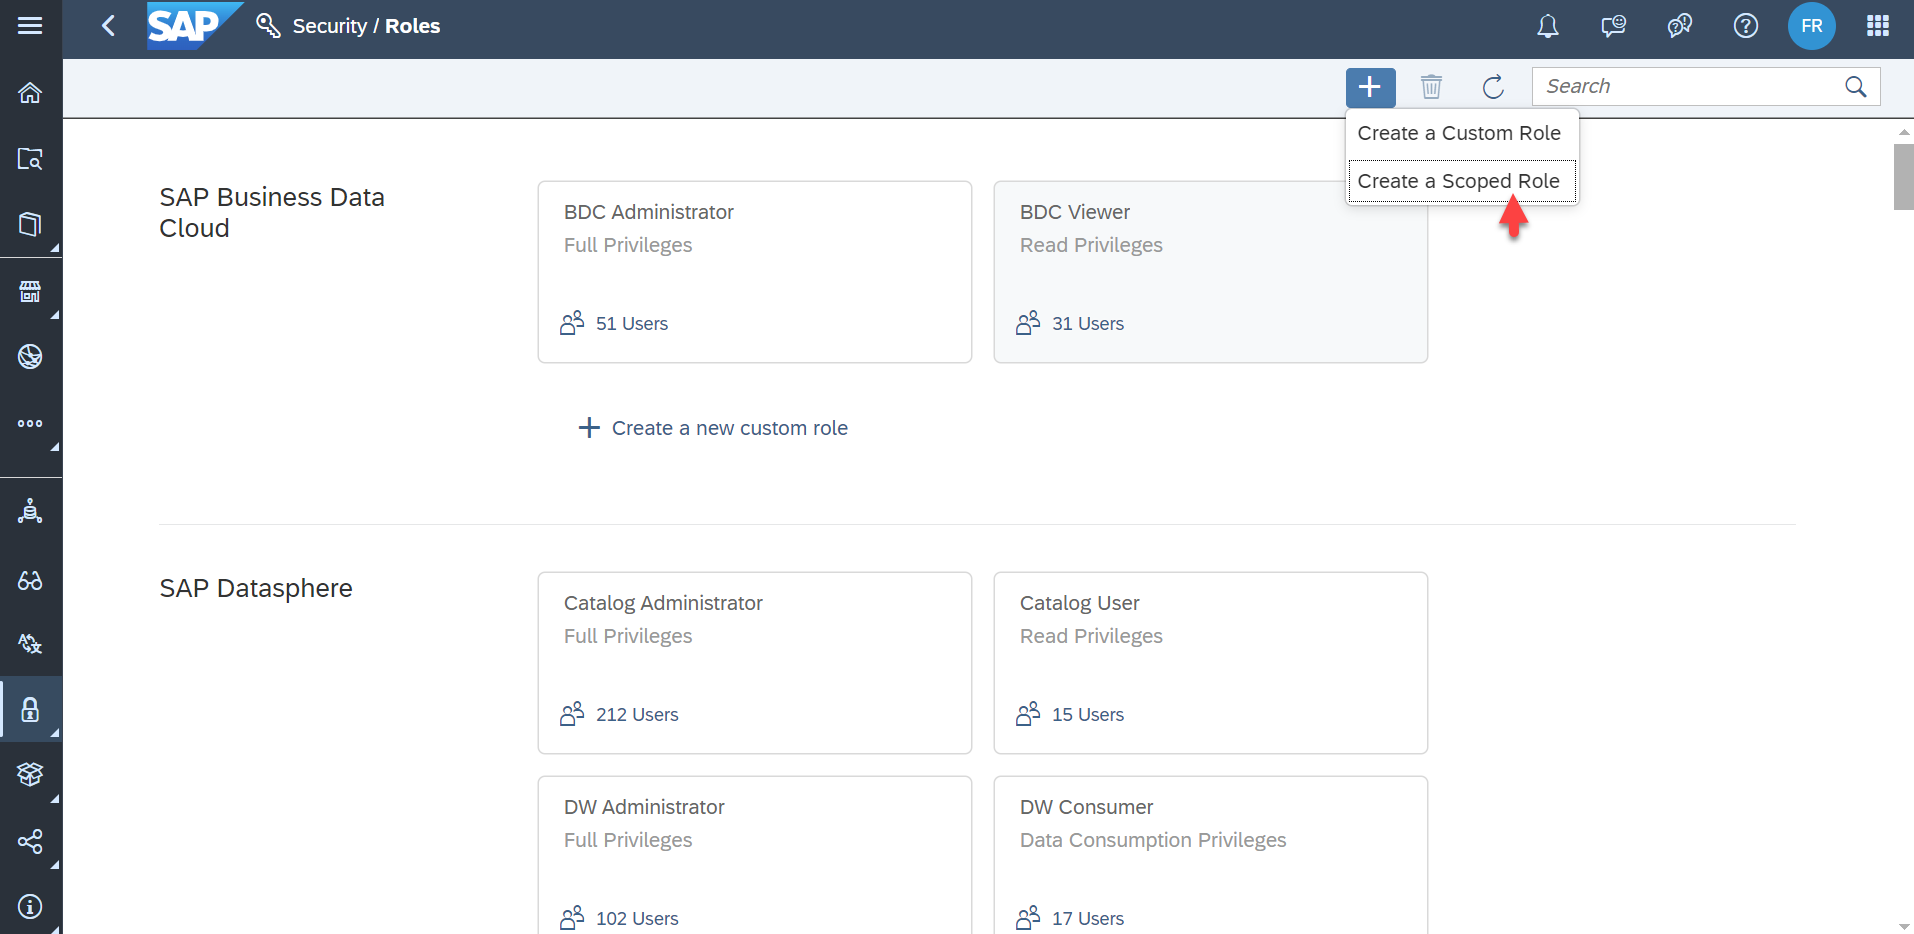 SAP Security / Roles
FR
Search
Create a Custom Role
Create a Scoped Role
SAP Business Data
Cloud
BDC Administrator
Full Privileges
51 Users
BDC Viewer
Read Privileges
31 Users
Create a new custom role
SAP Datasphere
Catalog Administrator
Full Privileges
212 Users
Catalog User
Read Privileges
15 Users
DW Administrator
Full Privileges
102 Users
DW Consumer
Data Consumption Privileges
17 Users